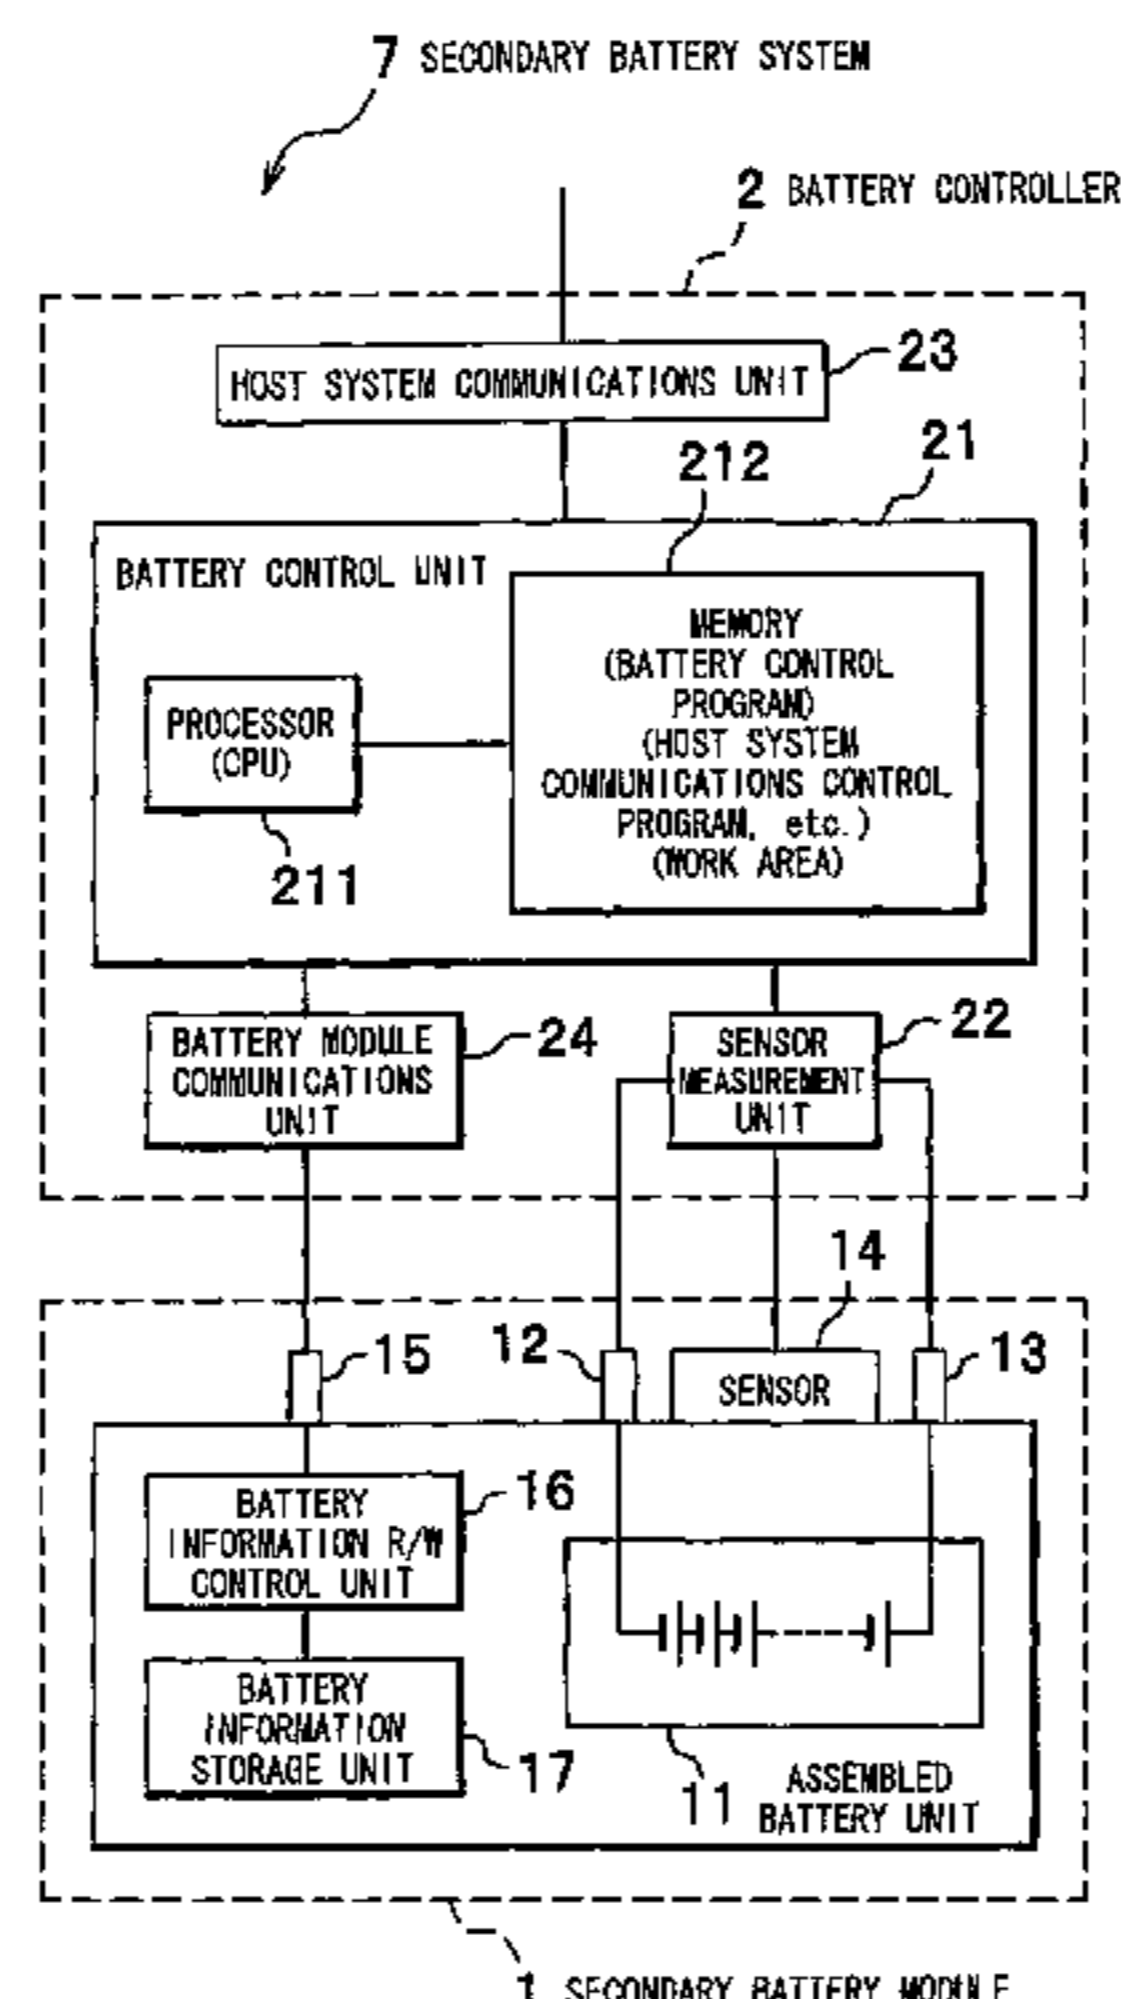 7 SECONDARY BATTERY SYSTEM
2 BATTERY CONTROLLER
23
HOST SYSTEM COMMUNICATIONS UNIT
21
212
BATTERY CONTROL UNIT
MEMORY
(BATTERY CONTROL
PROGRAM)
(HOST SYSTEM
COMMUNICATIONS CONTROL
PROGRAM, etc.)
(WORK AREA)
PROCESSOR
(CPU)
211
BATTERY MODULE
COMMUNICATIONS
UNIT
24
SENSOR
MEASUREMENT
UNIT
22
14
15
12
SENSOR
13
BATTERY
INFORMATION R/W
CONTROL UNIT
16
BATTERY
INFORMATION
STORAGE UNIT
17
11
ASSEMBLED
BATTERY UNIT
1 SECONDARY BATTERY MODULE